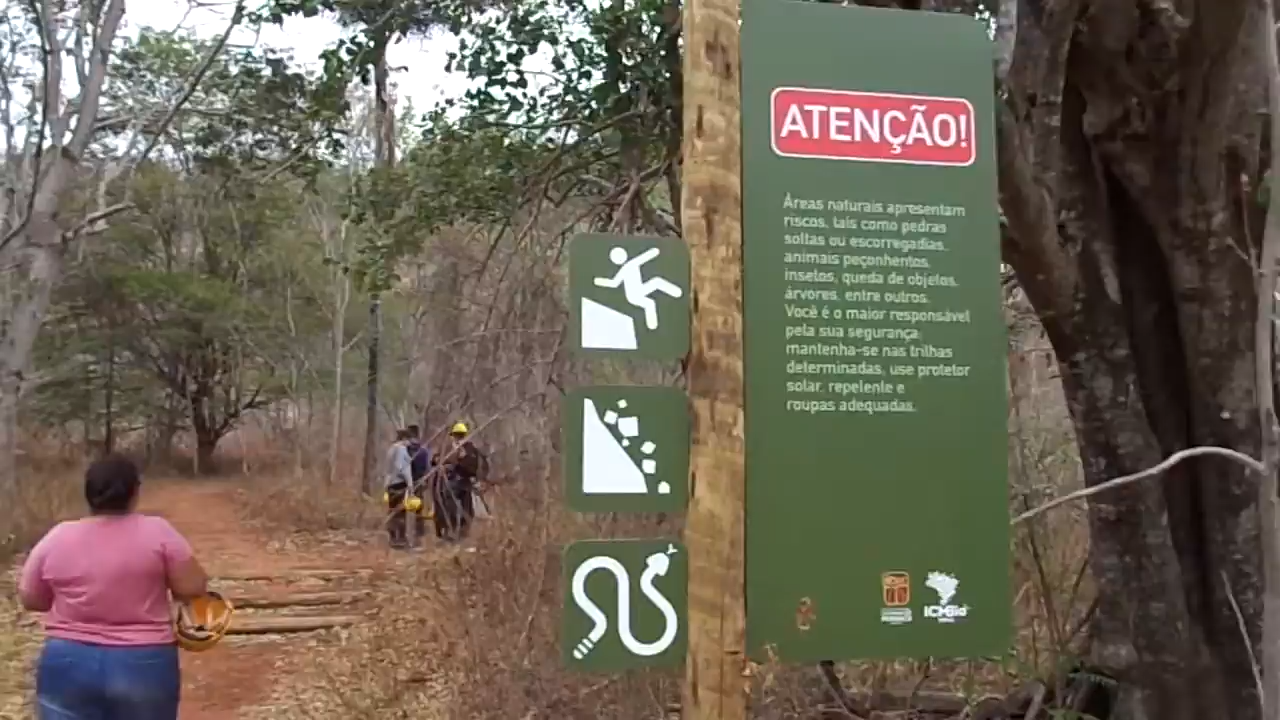 ATENÇÃO!
Áreas naturais apresentam
riscos, tais como pedras
soltas ou escorregadias,
animais peçonhentos,
insetos, queda de objetos,
árvores, entre outros.
Você é o maior responsável
pela sua segurança,
mantenha-se nas trilhas
determinadas, use protetor
solar, repelente e
roupas adequadas.
ICMBio